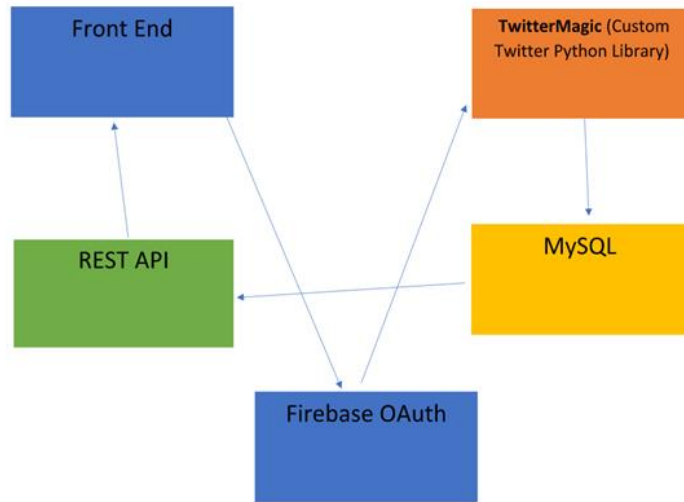 Front End
TwitterMagic (Custom
Twitter Python Library)
REST API
MySQL
Firebase OAuth